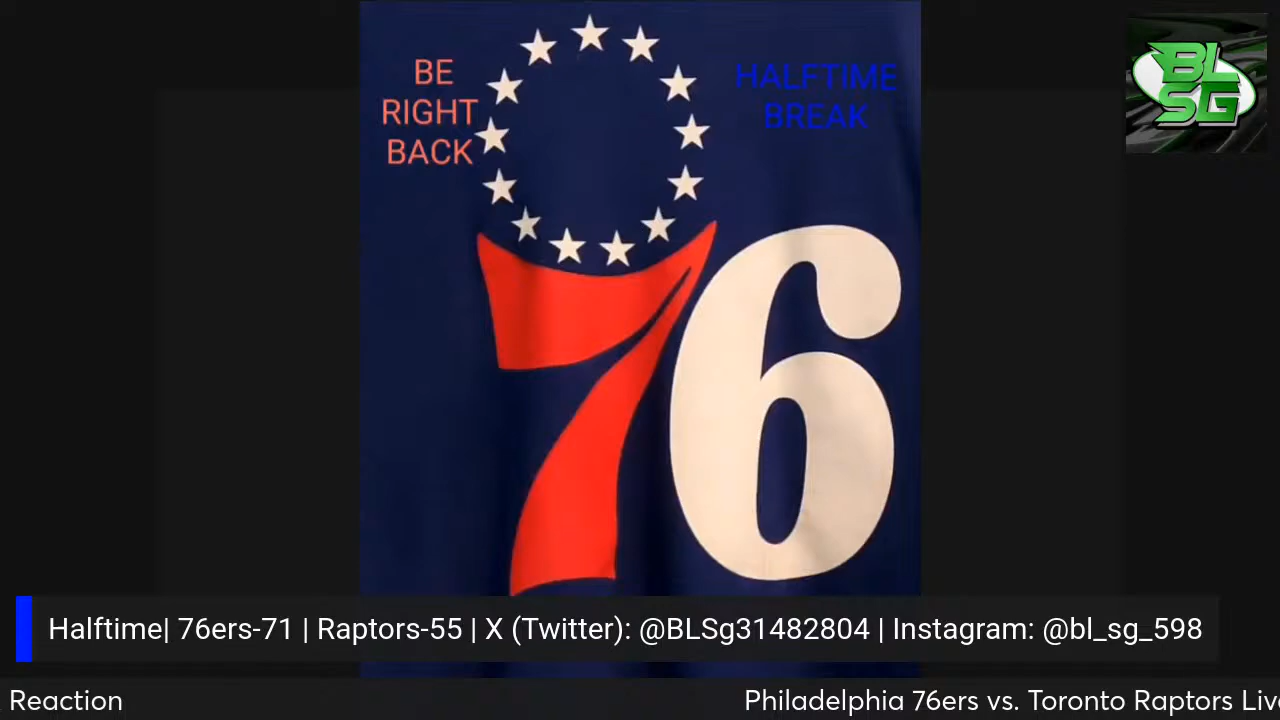 BE
RIGHT
BACK
HALFTIME
BREAK
BL
SG
76
Halftime| 76ers-71 | Raptors-55 | X (Twitter): @BLSg31482804 | Instagram: @bl_sg_598
Reaction
Philadelphia 76ers vs. Toronto Raptors Live